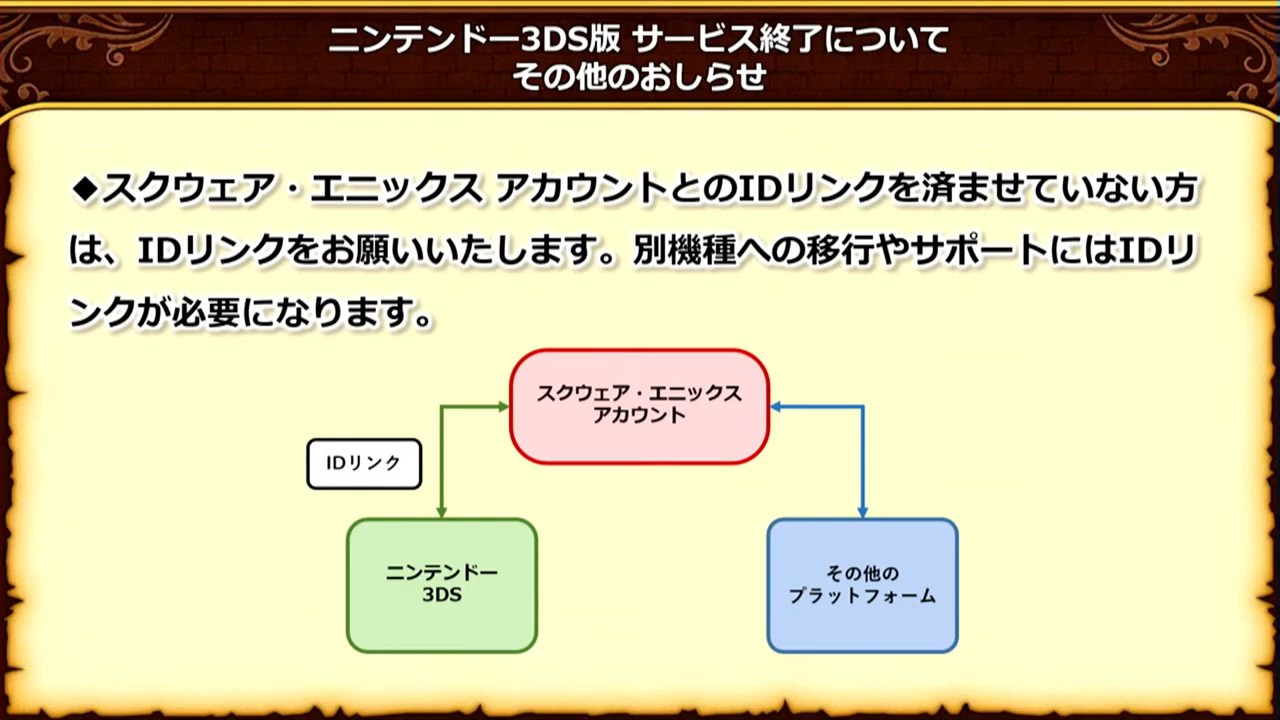 ニンテンドー3DS版 サービス終了について
その他のおしらせ
◆スクウェア・エニックス アカウントとのIDリンクを済ませていない方
は、IDリンクをお願いいたします。別機種への移行やサポートにはIDリ
ンクが必要になります。
スクウェア・エニックス
アカウント
IDリンク
ニンテンドー
3DS
その他の
プラットフォーム